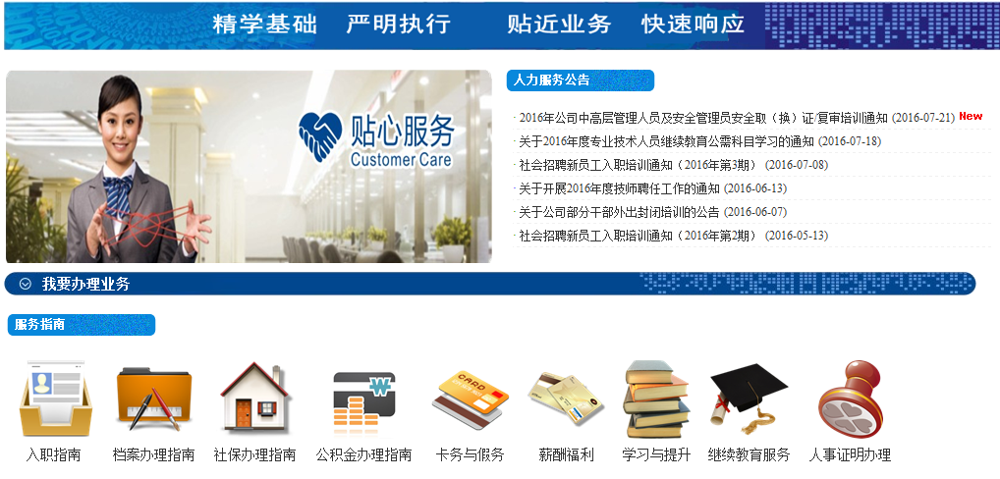 精学基础 严明执行 贴近业务 快速响应
贴心服务
Customer Care
人力服务公告
· 2016年公司中高层管理人员及安全管理员安全取（换）证/复审培训通知 (2016-07-21) New
· 关于2016年度专业技术人员继续教育公需科目学习的通知 (2016-07-18)
· 社会招聘新员工入职培训通知（2016年第3期） (2016-07-08)
· 关于开展2016年度技师聘任工作的通知 (2016-06-13)
· 关于公司部分干部外出封闭培训的公告 (2016-06-07)
· 社会招聘新员工入职培训通知（2016年第2期） (2016-05-13)
我要办理业务
服务指南
CARD
入职指南 档案办理指南 社保办理指南 公积金办理指南 卡务与假务 薪酬福利 学习与提升 继续教育服务 人事证明办理